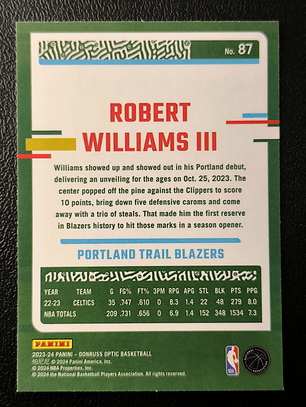 No. 87
ROBERT
WILLIAMS III
Williams showed up and showed out in his Portland debut,
delivering an unveiling for the ages on Oct. 25, 2023. The
center popped off the pine against the Clippers to score
10 points, bring down five defensive caroms and come
away with a trio of steals. That made him the first reserve
in Blazers history to hit those marks in a season opener.
PORTLAND TRAIL BLAZERS
YEAR TEAM G FG% FT% 3PM RPG APG STL BLK PTS PPG
22-23 CELTICS 35 .747 .610 0 8.3 1.4 22 48 279 8.0
NBA TOTALS 209 .731 .656 0 6.9 1.4 152 348 1534 7.3
PANINI
2023-24 PANINI – DONRUSS OPTIC BASKETBALL
帕尼尼 © 2024 Panini America, Inc.
© 2024 NBA Properties, Inc.
© 2024 the National Basketball Players Association. All rights reserved.